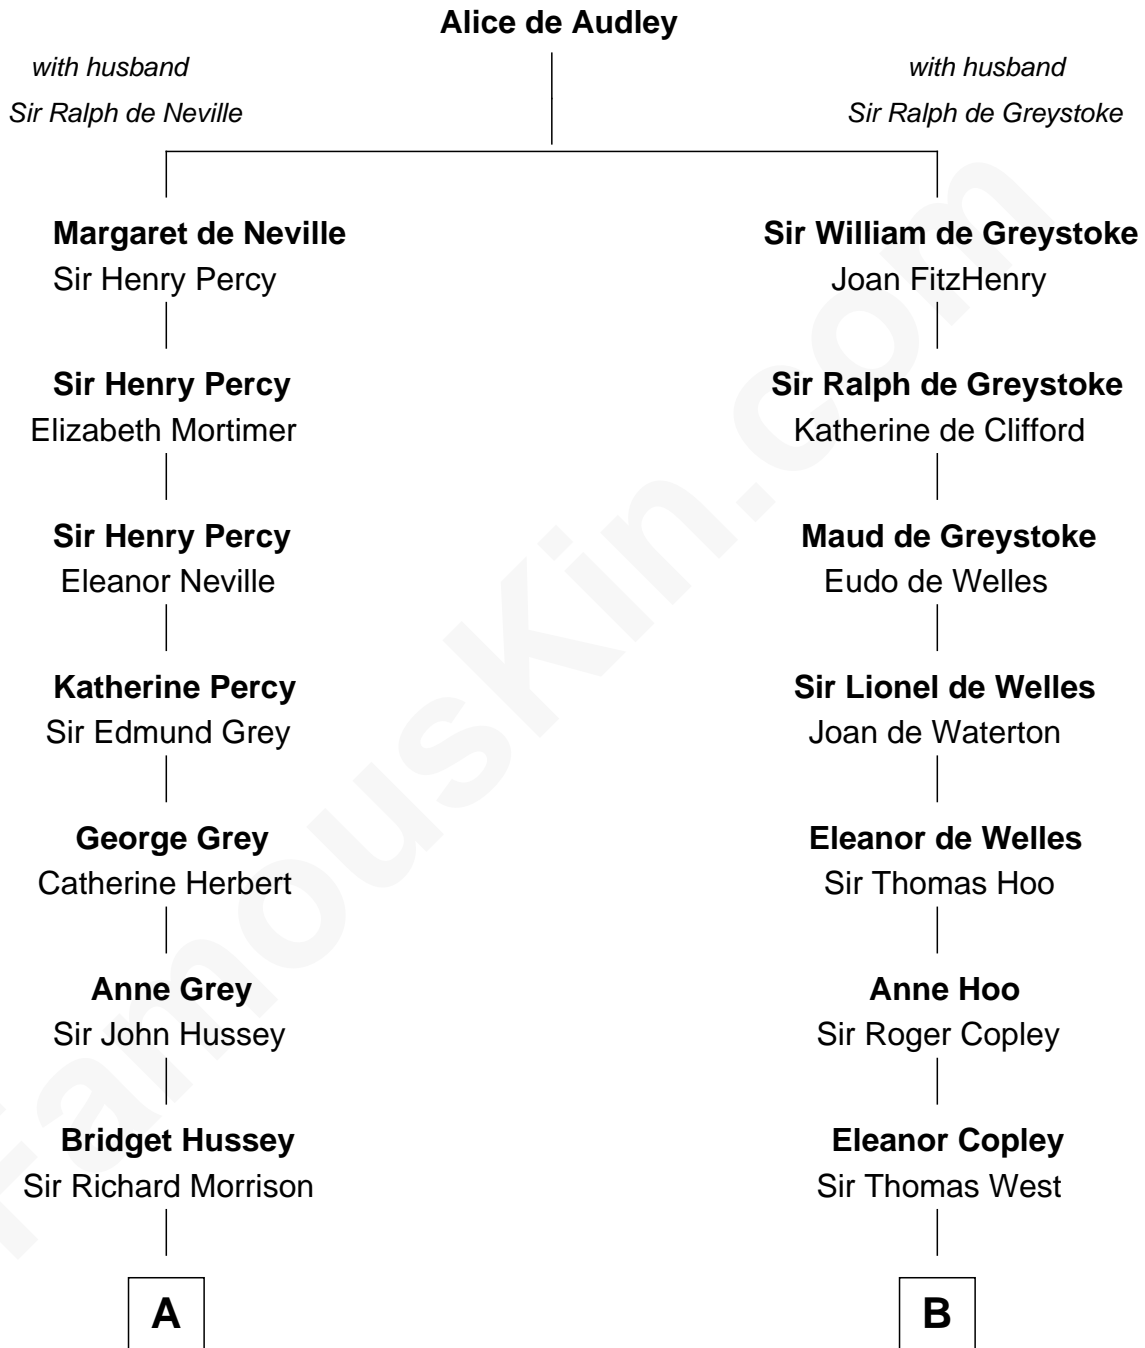 Alice de Audley
with husband
Sir Ralph de Neville
with husband
Sir Ralph de Greystoke
Margaret de Neville
Sir Henry Percy
Sir William de Greystoke
Joan FitzHenry
Sir Henry Percy
Elizabeth Mortimer
Sir Ralph de Greystoke
Katherine de Clifford
Sir Henry Percy
Eleanor Neville
Maud de Greystoke
Eudo de Welles
Katherine Percy
Sir Edmund Grey
Sir Lionel de Welles
Joan de Waterton
George Grey
Catherine Herbert
Eleanor de Welles
Sir Thomas Hoo
Anne Grey
Sir John Hussey
Anne Hoo
Sir Roger Copley
Bridget Hussey
Sir Richard Morrison
Eleanor Copley
Sir Thomas West
A
B
FamousKin.com